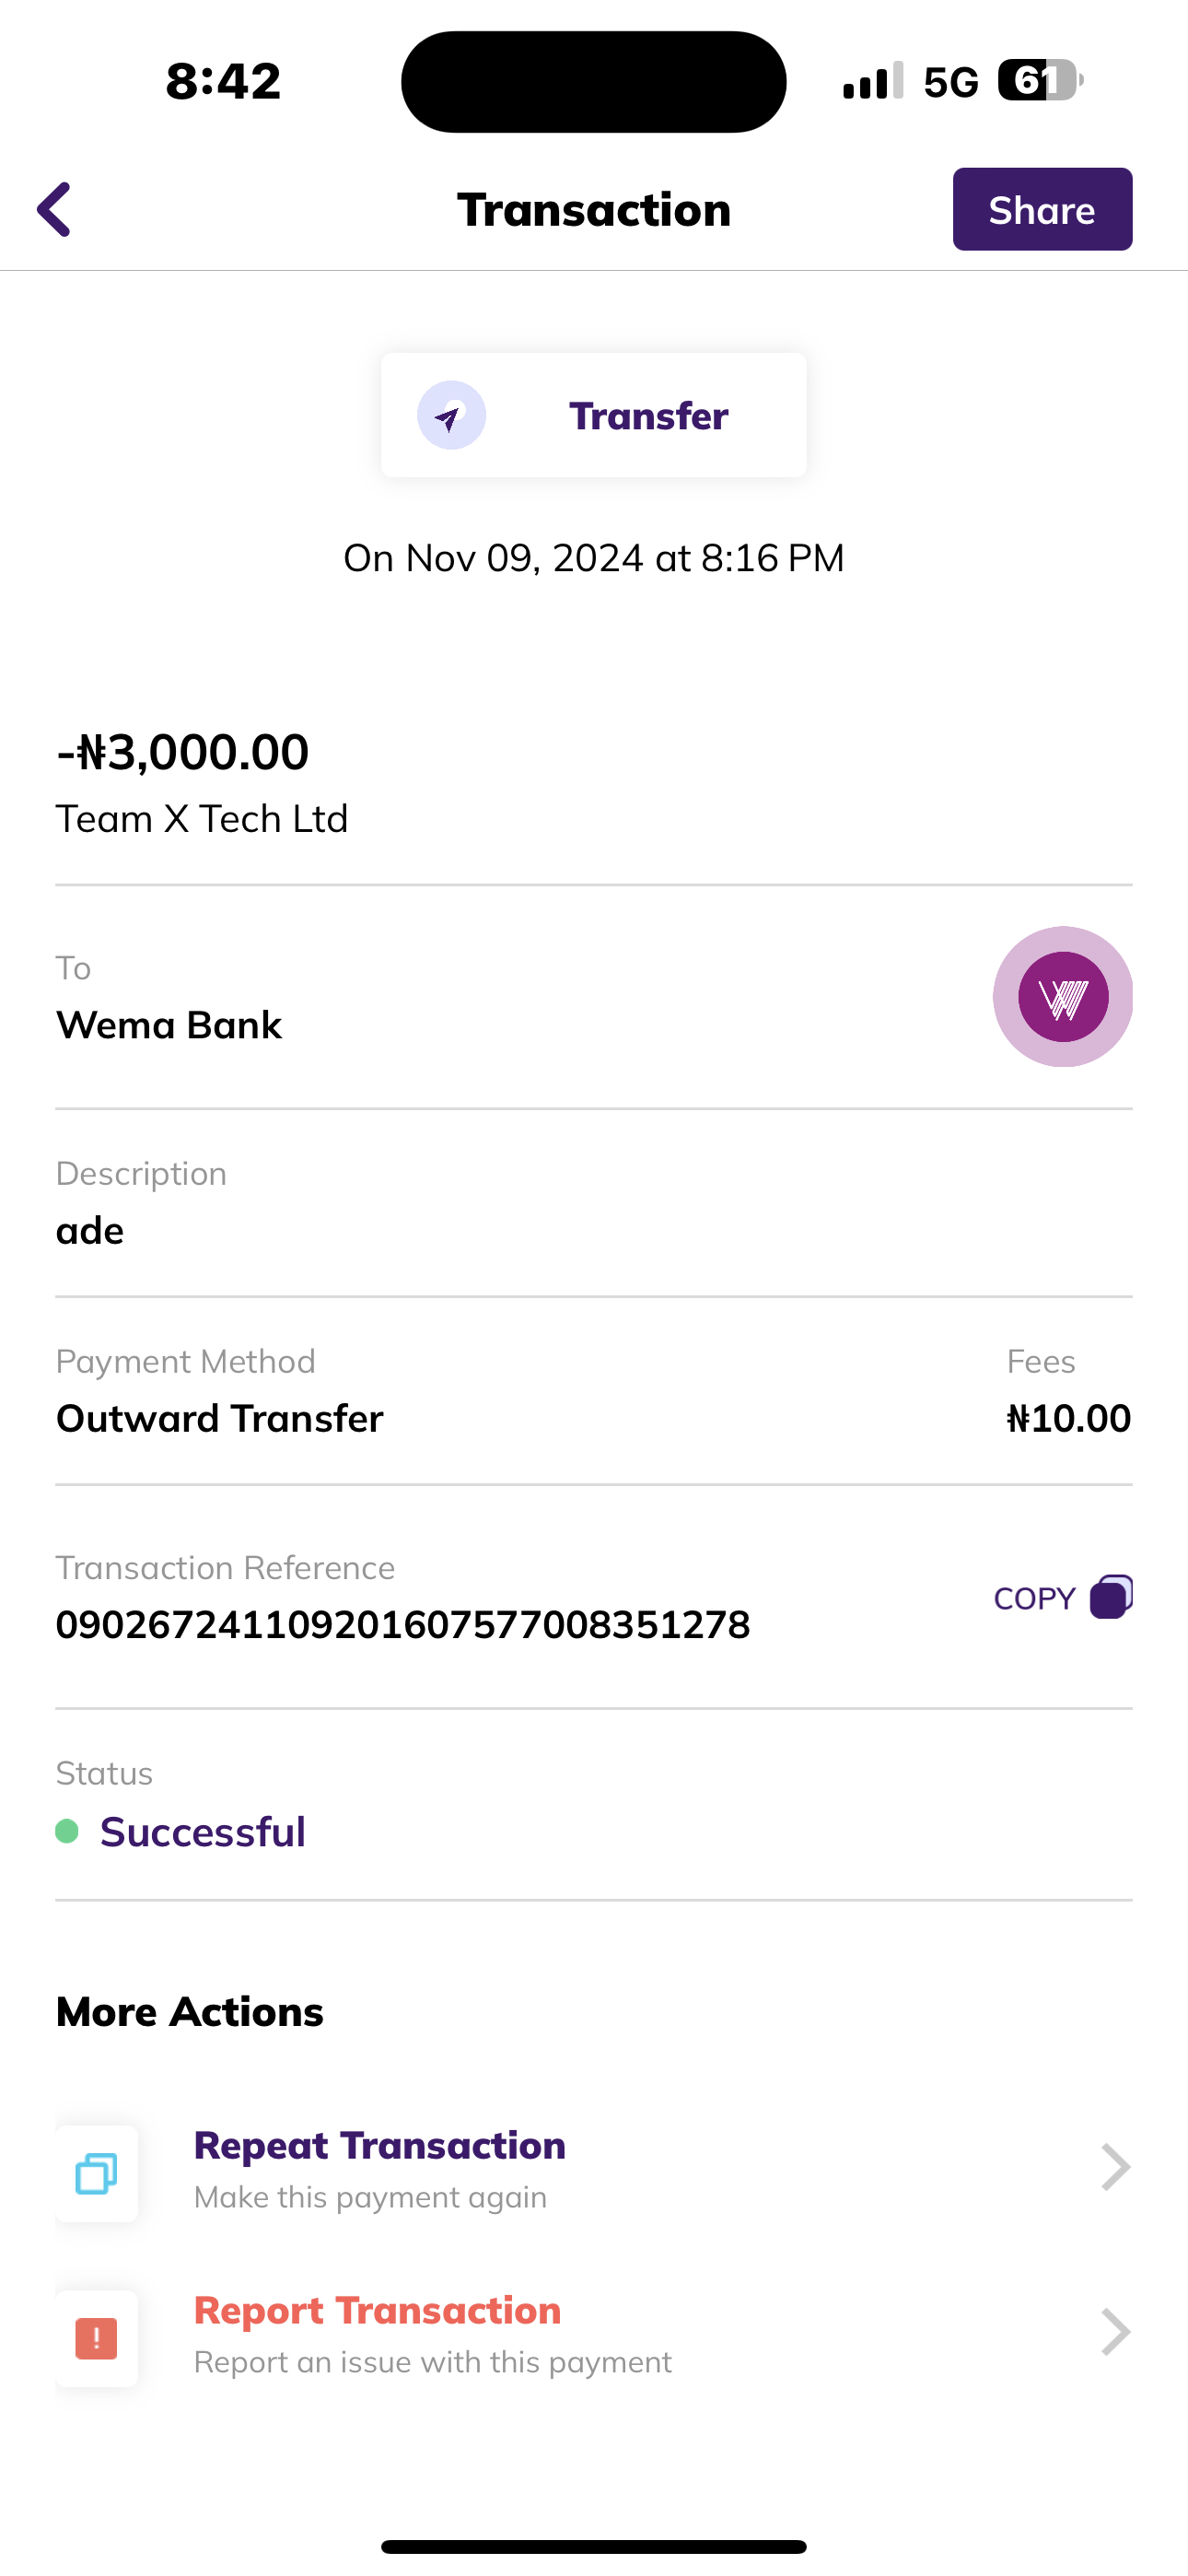 8:42 5G 61
Transaction Share
Transfer
On Nov 09, 2024 at 8:16 PM
-₦3,000.00
Team X Tech Ltd
To
Wema Bank
Description
ade
Payment Method Fees
Outward Transfer ₦10.00
Transaction Reference
090267241109201607577008351278 COPY
Status
Successful
More Actions
Repeat Transaction
Make this payment again
Report Transaction
Report an issue with this payment